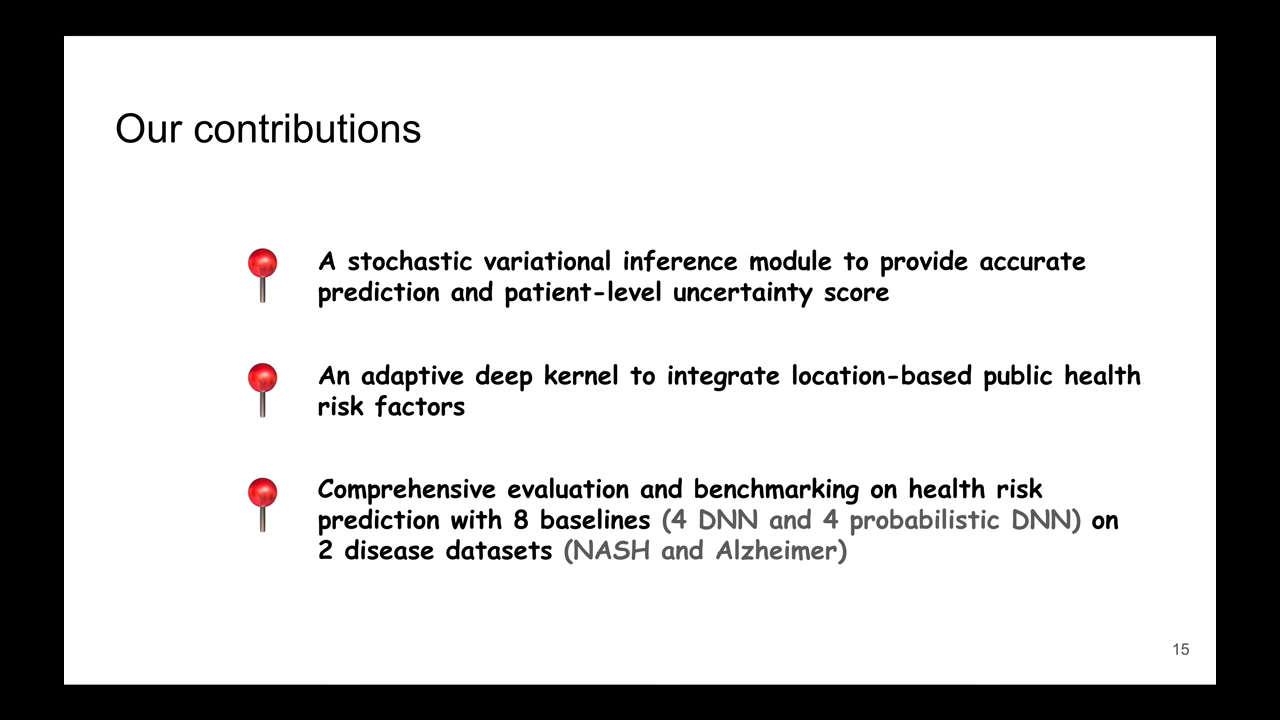 Our contributions
A stochastic variational inference module to provide accurate
prediction and patient-level uncertainty score
An adaptive deep kernel to integrate location-based public health
risk factors
Comprehensive evaluation and benchmarking on health risk
prediction with 8 baselines (4 DNN and 4 probabilistic DNN) on
2 disease datasets (NASH and Alzheimer)
15